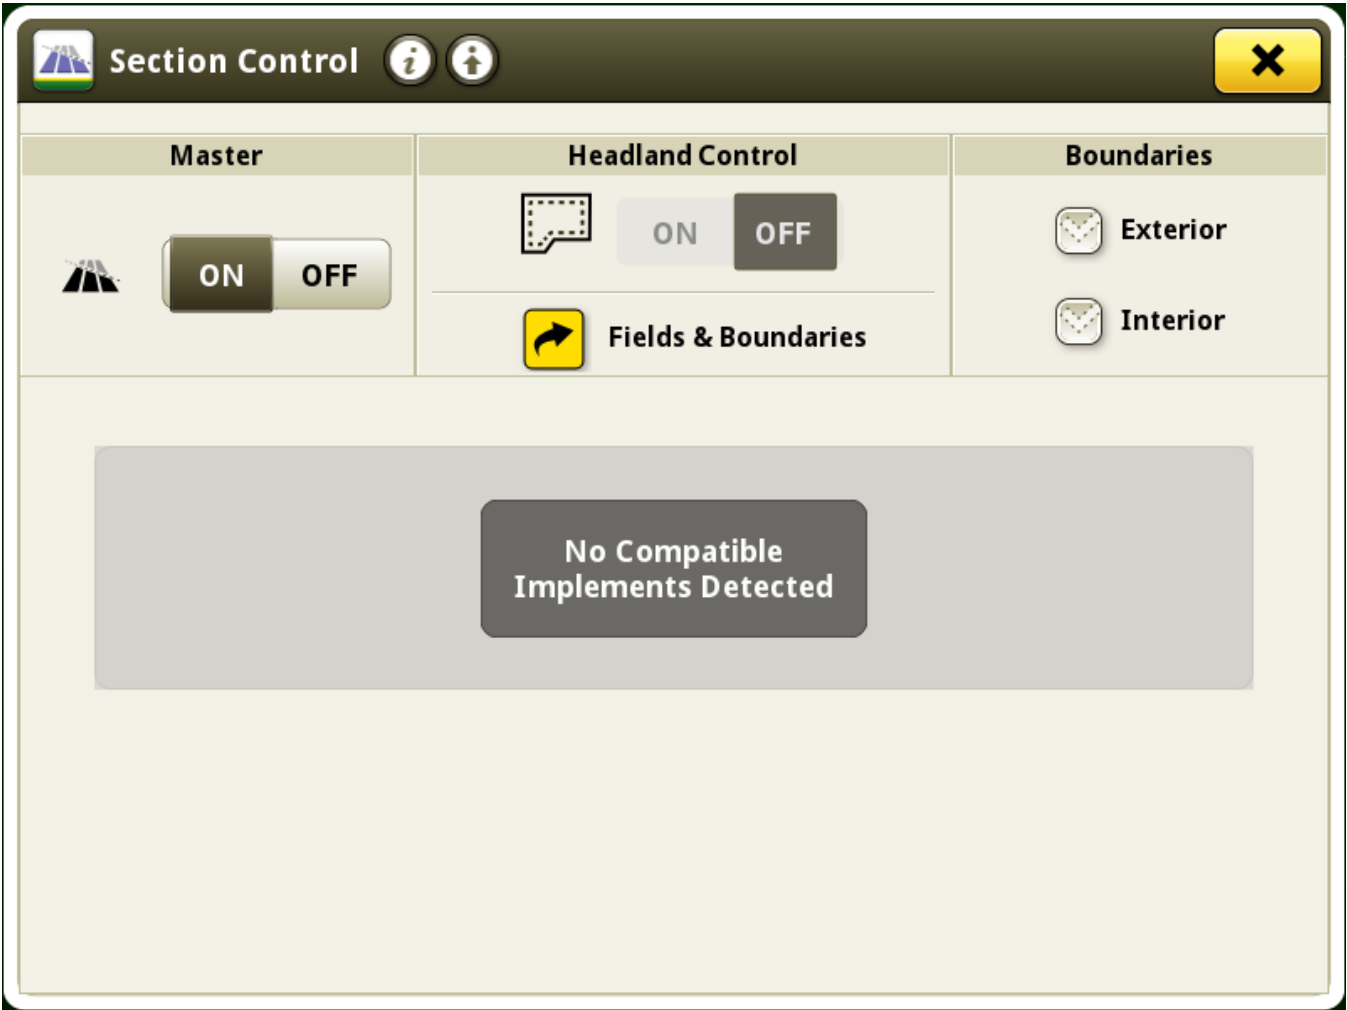 Section Control
Master
Headland Control
Boundaries
ON OFF
ON OFF
Fields & Boundaries
Exterior
Interior
No Compatible
Implements Detected